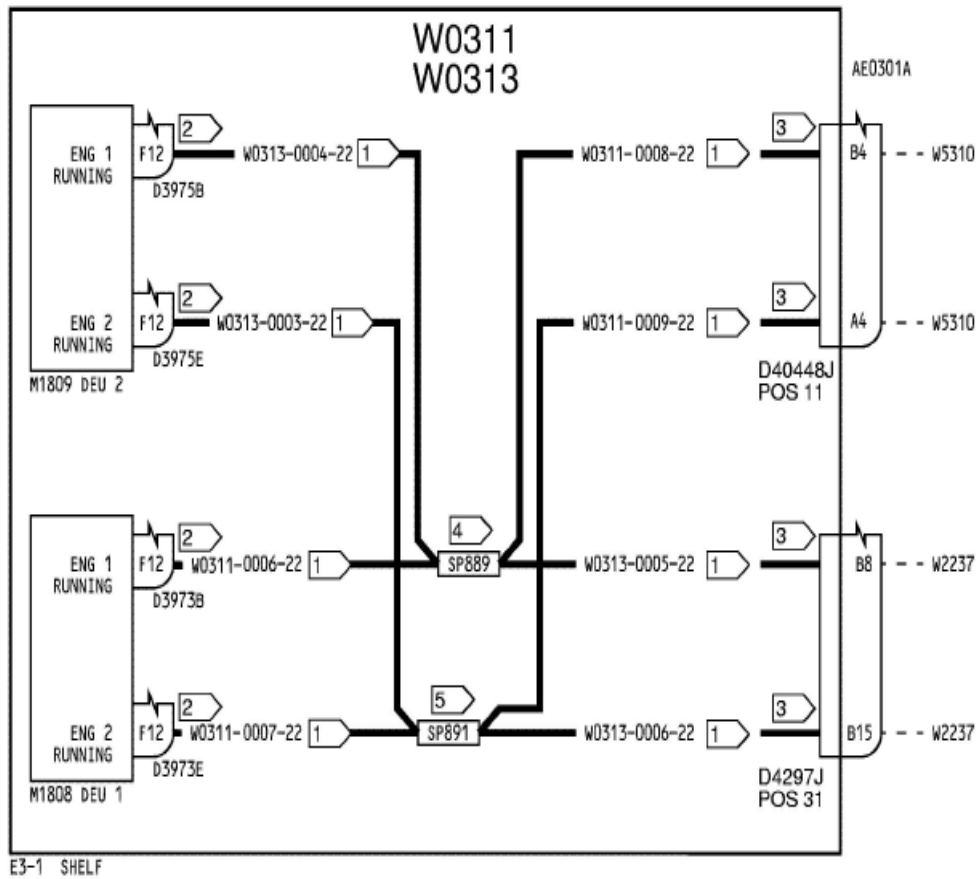 W0311
W0313
AE0301A
ENG 1
RUNNING
F12
2
D3975B
W0313-0004-22
1
W0311-0008-22
1
3
B4
W5310
ENG 2
RUNNING
F12
2
D3975E
W0313-0003-22
1
W0311-0009-22
1
3
A4
W5310
M1809 DEU 2
D40448J
POS 11
ENG 1
RUNNING
F12
2
D3973B
W0311-0006-22
1
4
SP889
W0313-0005-22
1
3
B8
W2237
ENG 2
RUNNING
F12
2
D3973E
W0311-0007-22
1
5
SP891
W0313-0006-22
1
3
B15
W2237
M1808 DEU 1
D4297J
POS 31
E3-1 SHELF